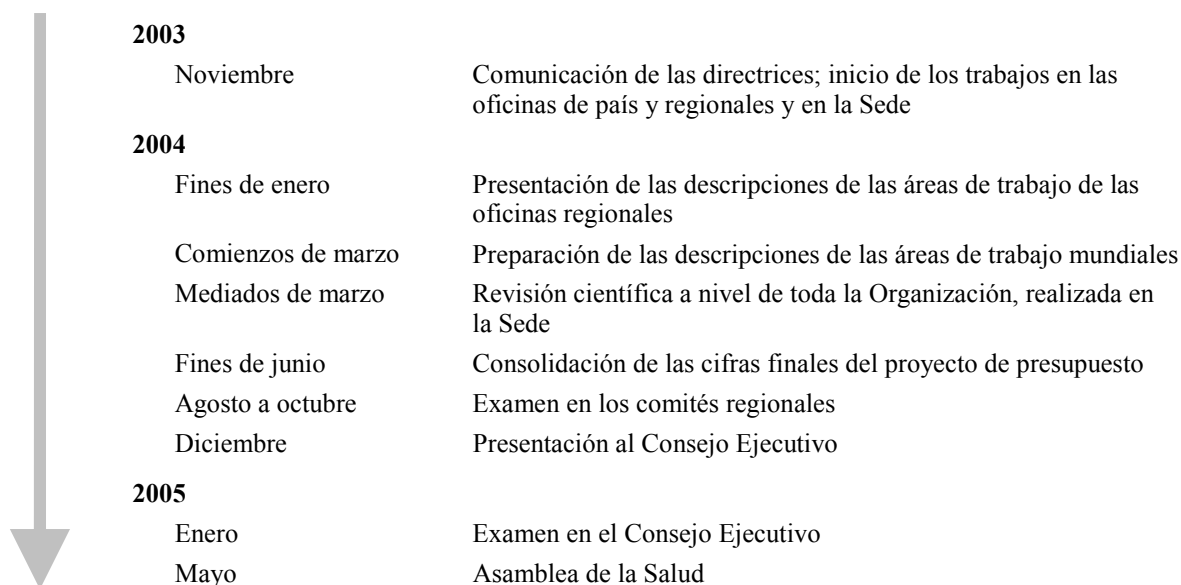 2003
Noviembre Comunicación de las directrices; inicio de los trabajos en las
oficinas de país y regionales y en la Sede
2004
Fines de enero Presentación de las descripciones de las áreas de trabajo de las
oficinas regionales
Comienzos de marzo Preparación de las descripciones de las áreas de trabajo mundiales
Mediados de marzo Revisión científica a nivel de toda la Organización, realizada en
la Sede
Fines de junio Consolidación de las cifras finales del proyecto de presupuesto
Agosto a octubre Examen en los comités regionales
Diciembre Presentación al Consejo Ejecutivo
2005
Enero Examen en el Consejo Ejecutivo
Mayo Asamblea de la Salud